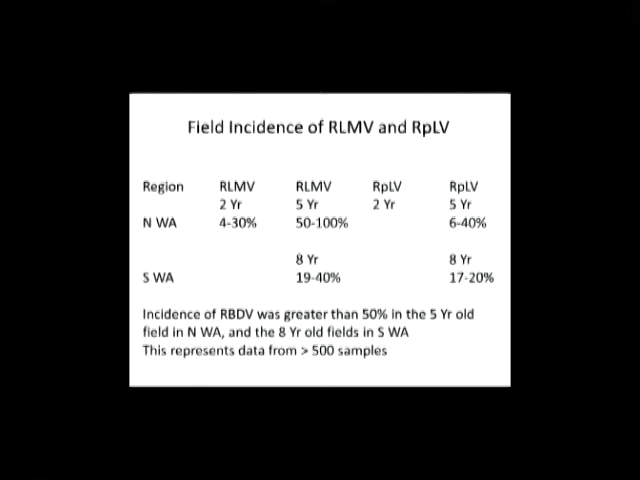 Field Incidence of RLMV and RpLV
Region RLMV RLMV RpLV RpLV
2 Yr 5 Yr 2 Yr 5 Yr
N WA 4-30% 50-100% 6-40%
8 Yr 8 Yr
S WA 19-40% 17-20%
Incidence of RBDV was greater than 50% in the 5 Yr old
field in N WA, and the 8 Yr old fields in S WA
This represents data from > 500 samples